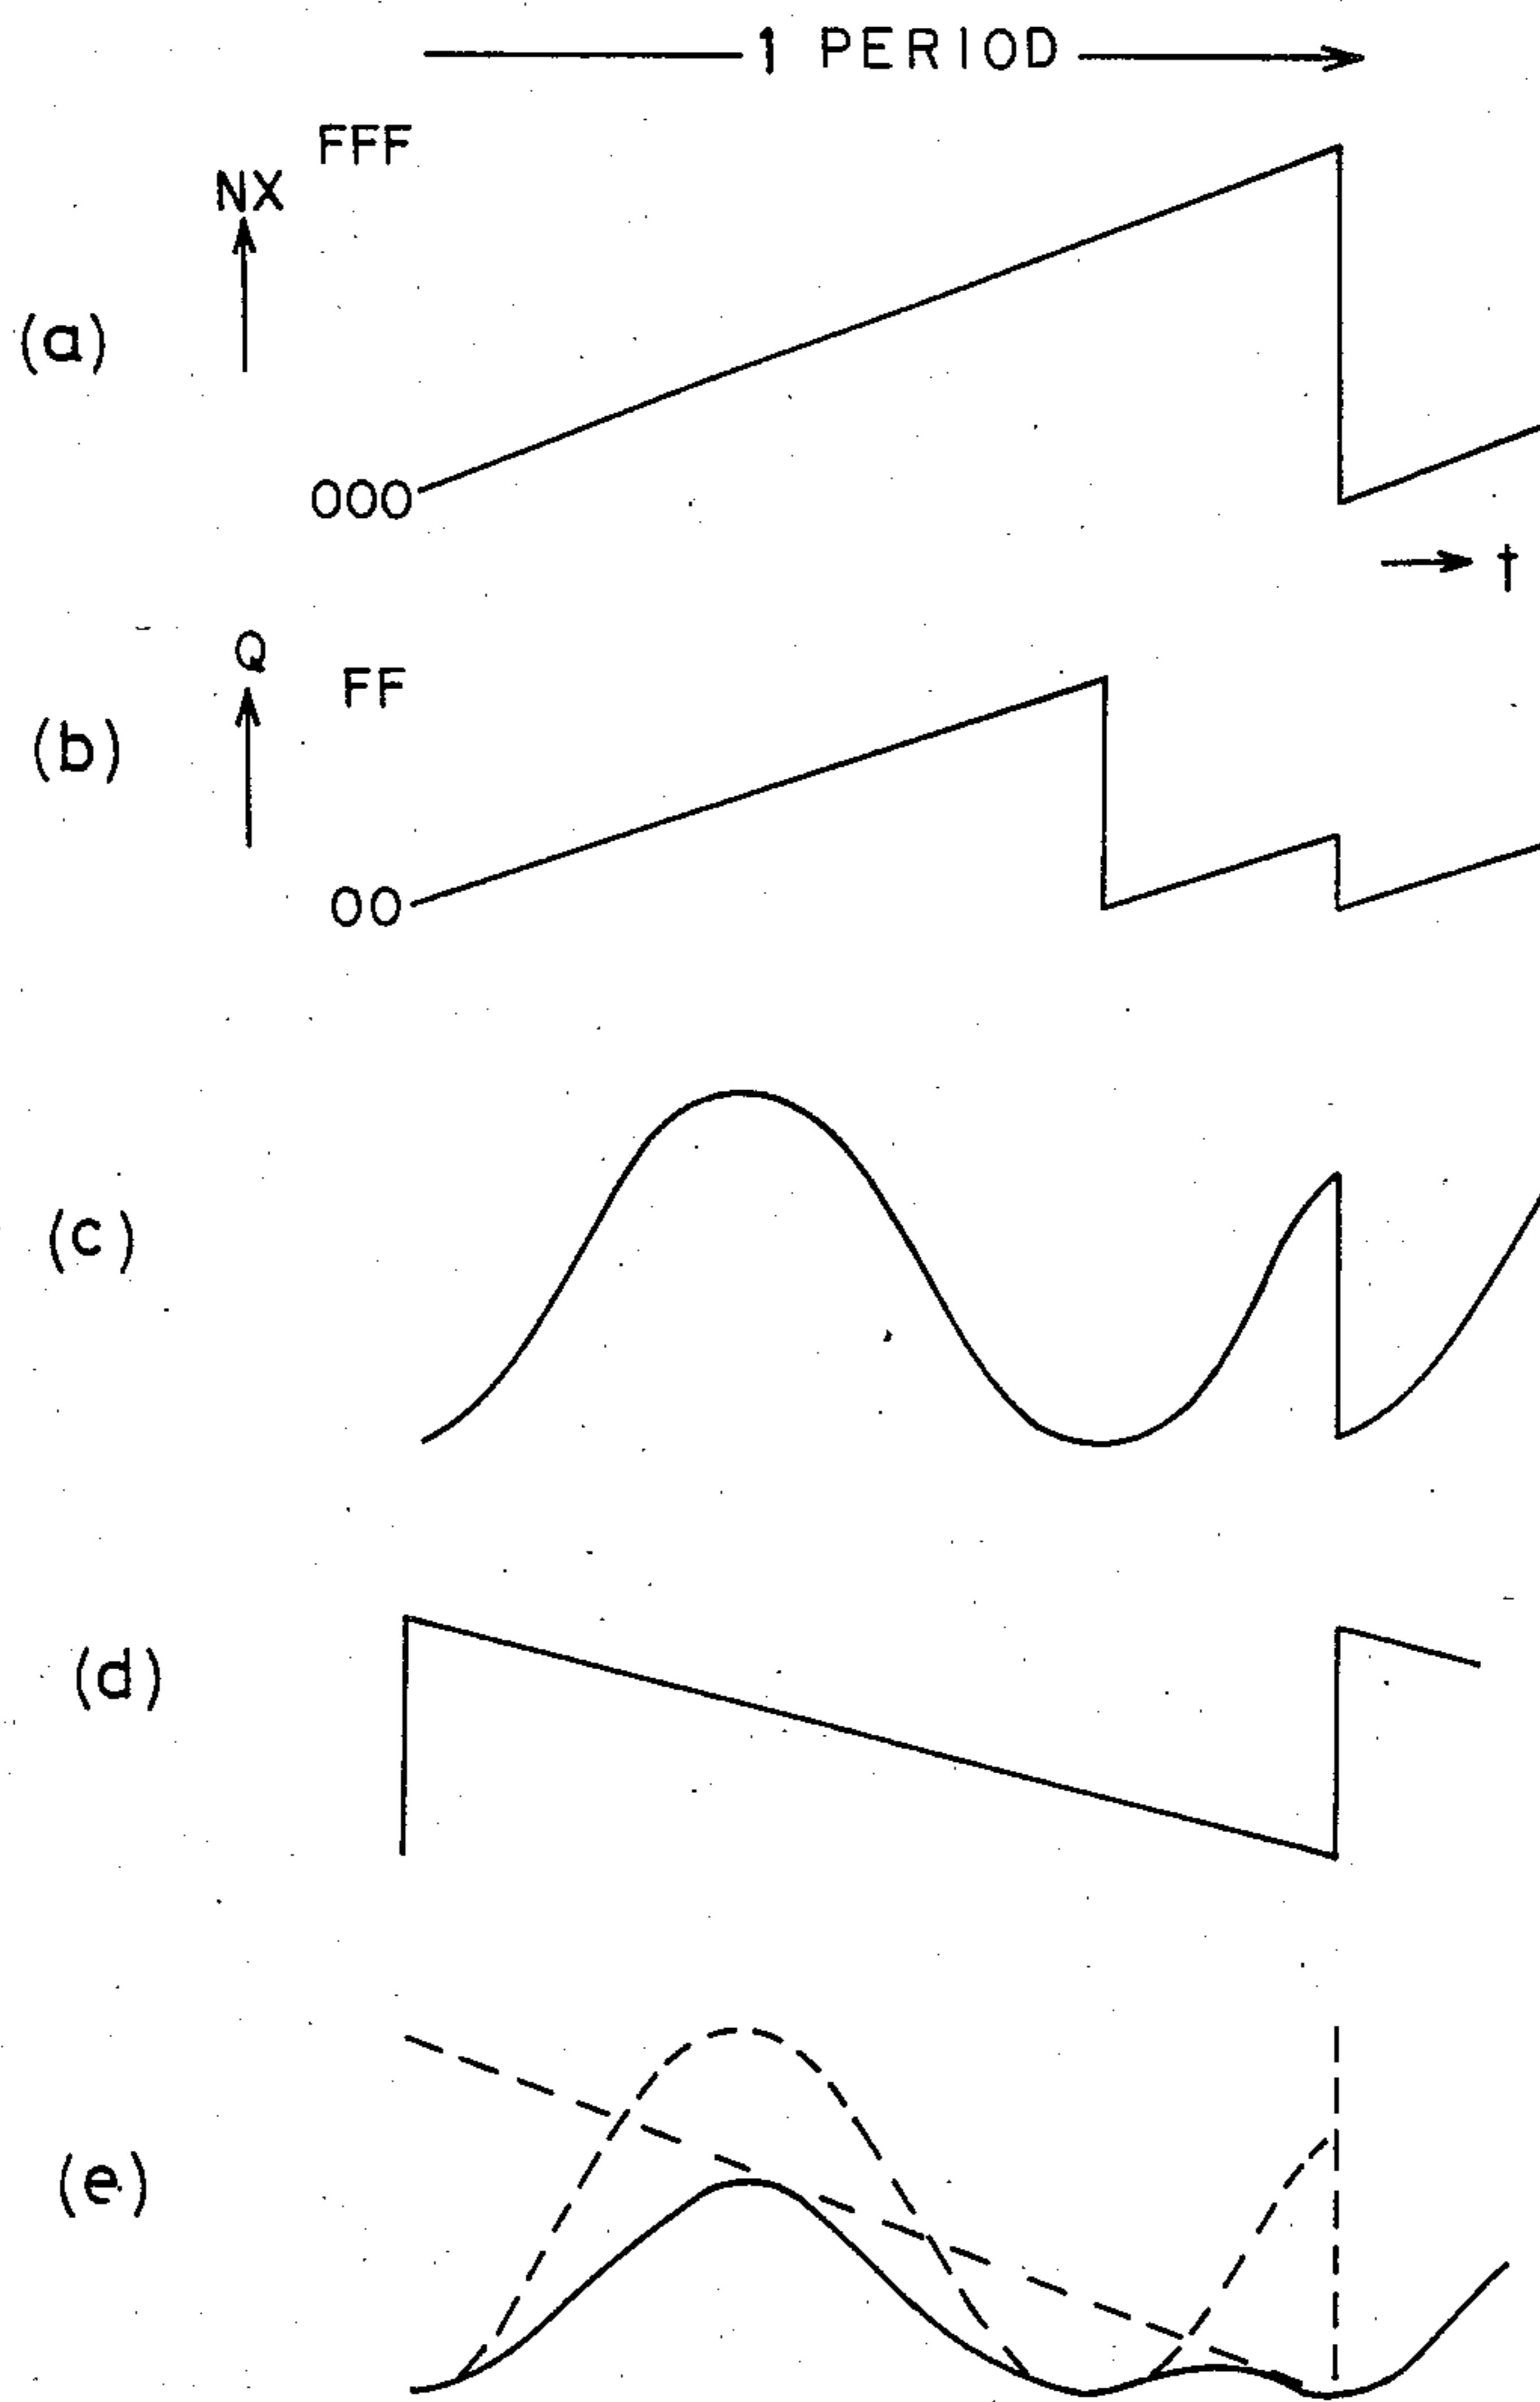 1 PERIOD
FFF
NX
(a)
000
t
Q
FF
(b)
00
(c)
(d)
(e)